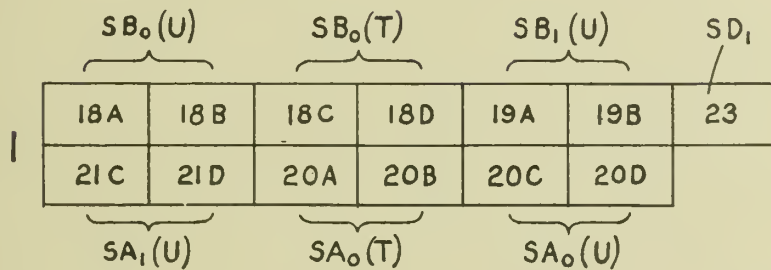 SB₀(U) SB₀(T) SB₁(U) SD₁
18A 18B 18C 18D 19A 19B 23
I
21C 21D 20A 20B 20C 20D
SA₁(U) SA₀(T) SA₀(U)